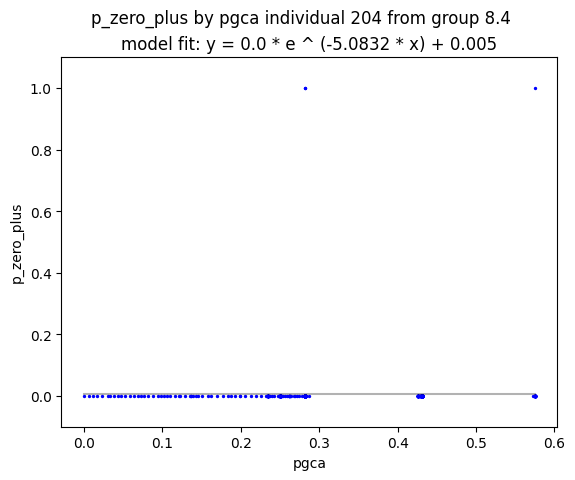 p_zero_plus by pgca individual 204 from group 8.4
model fit: y = 0.0 * e ^ (-5.0832 * x) + 0.005
1.0
0.8
0.6
0.4
0.2
0.0
p_zero_plus
0.0 0.1 0.2 0.3 0.4 0.5 0.6
pgca